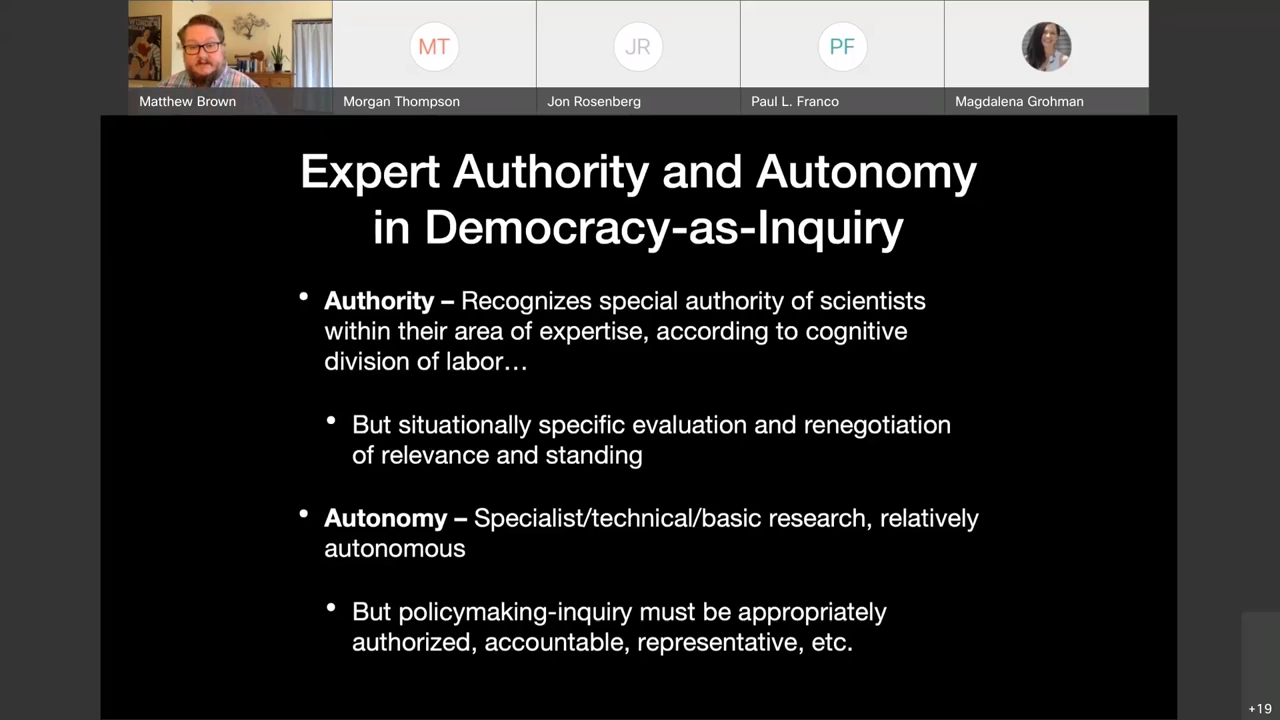 MT
JR
PF
Matthew Brown
Morgan Thompson
Jon Rosenberg
Paul L. Franco
Magdalena Grohman
Expert Authority and Autonomy
in Democracy-as-Inquiry
• Authority – Recognizes special authority of scientists
within their area of expertise, according to cognitive
division of labor…
• But situationally specific evaluation and renegotiation
of relevance and standing
• Autonomy – Specialist/technical/basic research, relatively
autonomous
• But policymaking-inquiry must be appropriately
authorized, accountable, representative, etc.
+19